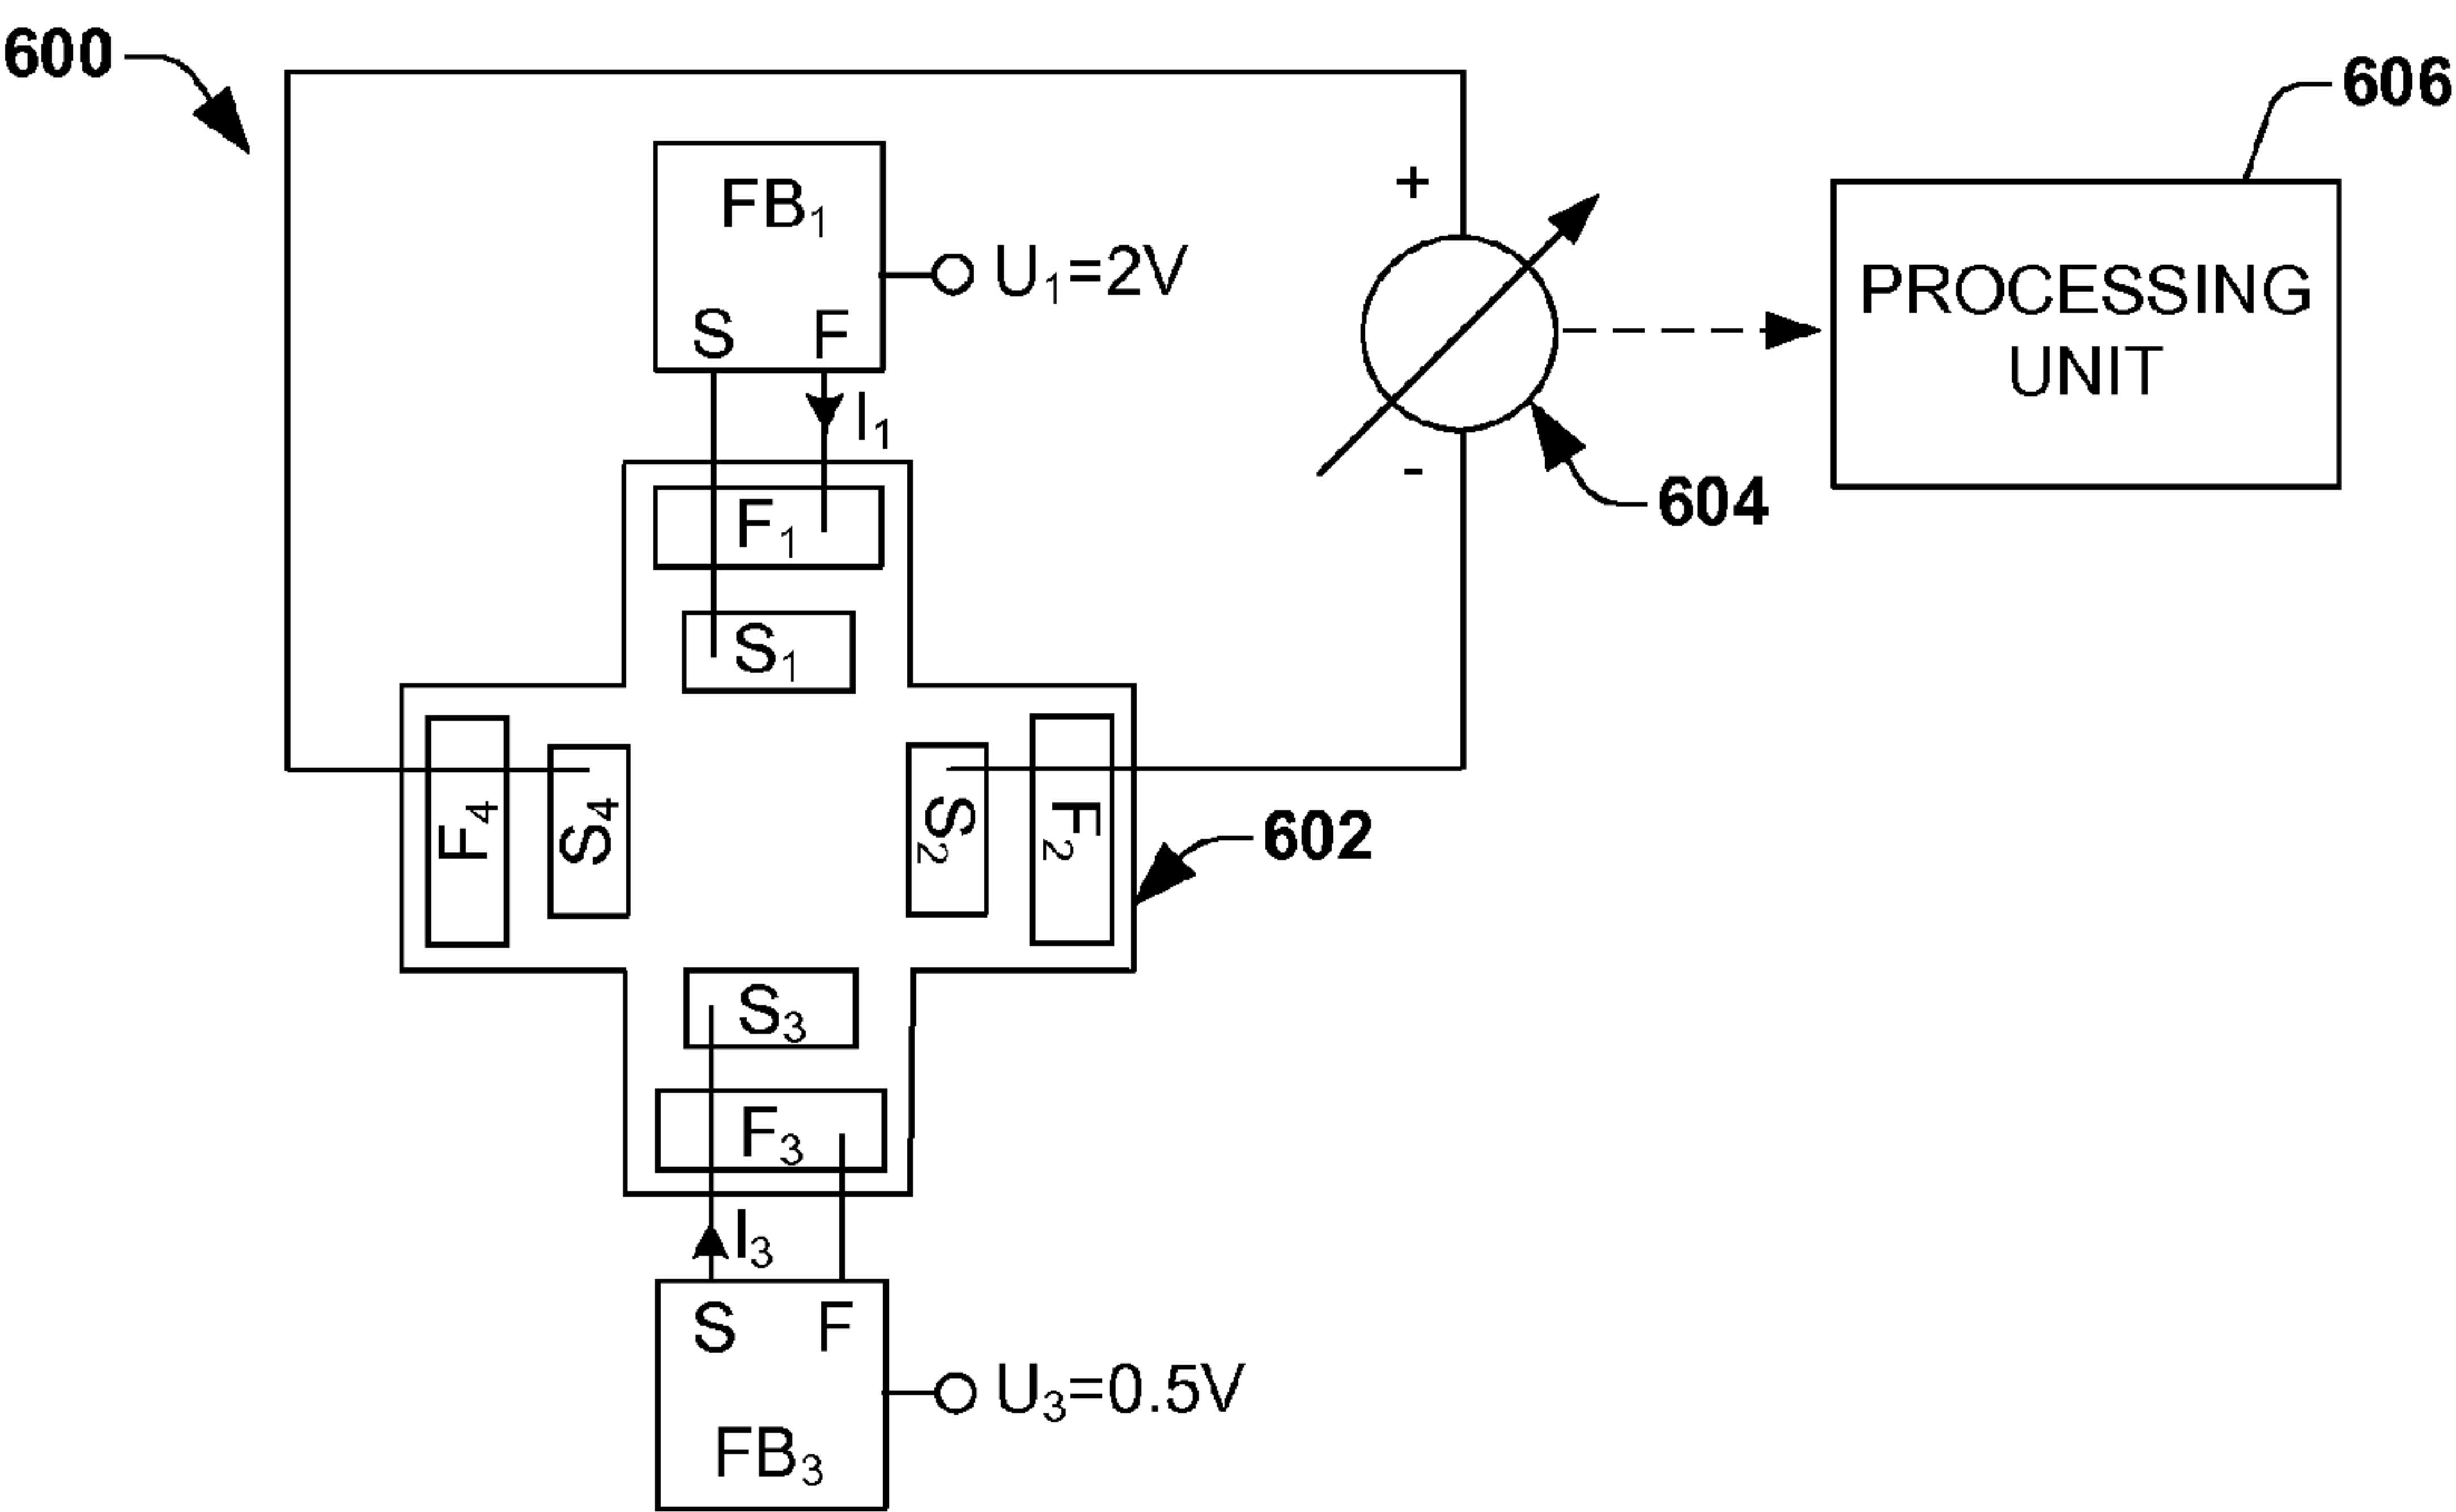 600
606
FB₁
+
U₁=2V
PROCESSING
UNIT
S F
I₁
-
604
F₁
S₁
F₄
S₄
S₂
F₂
602
S₃
F₃
I₃
S F
U₃=0.5V
FB₃